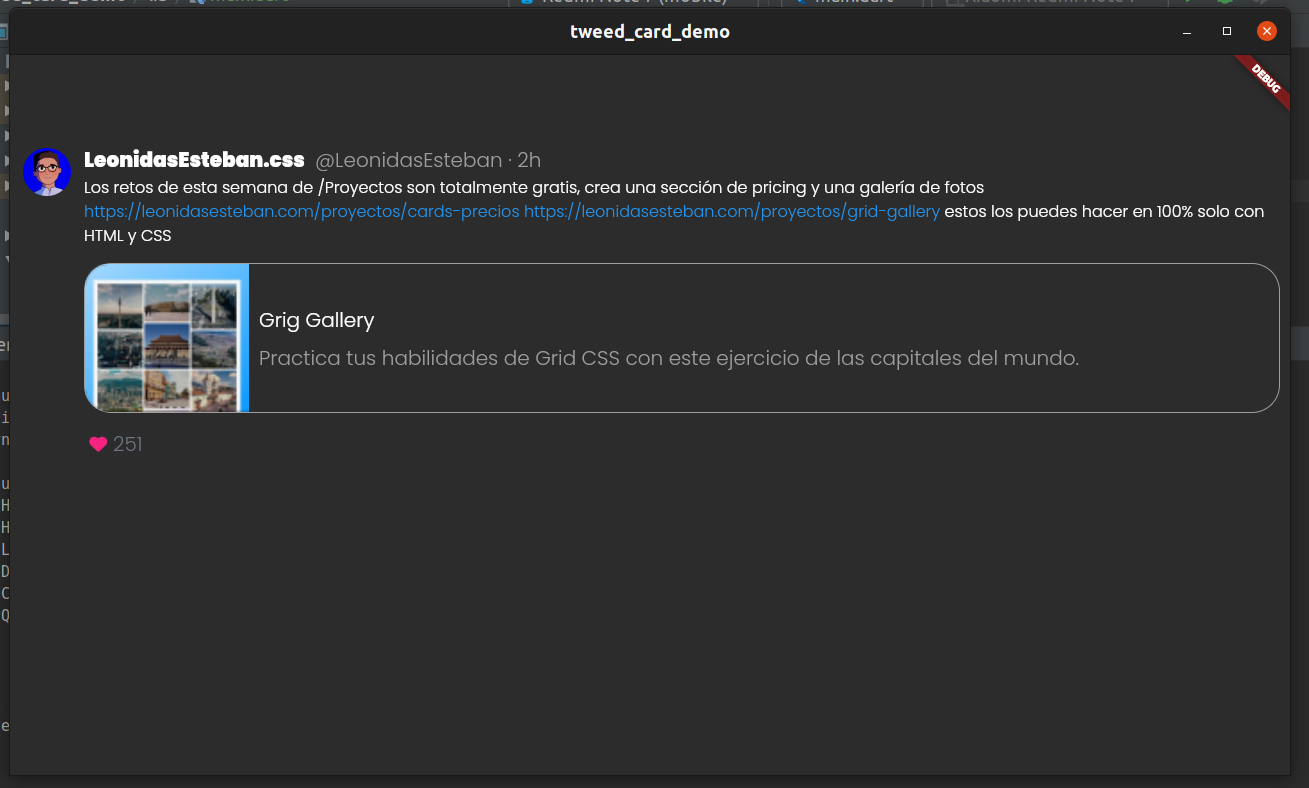 tweed_card_demo
DEBUG
LeonidasEsteban.css @LeonidasEsteban · 2h
Los retos de esta semana de /Proyectos son totalmente gratis, crea una sección de pricing y una galería de fotos
https://leonidasesteban.com/proyectos/cards-precios https://leonidasesteban.com/proyectos/grid-gallery estos los puedes hacer en 100% solo con
HTML y CSS
Grig Gallery
Practica tus habilidades de Grid CSS con este ejercicio de las capitales del mundo.
251